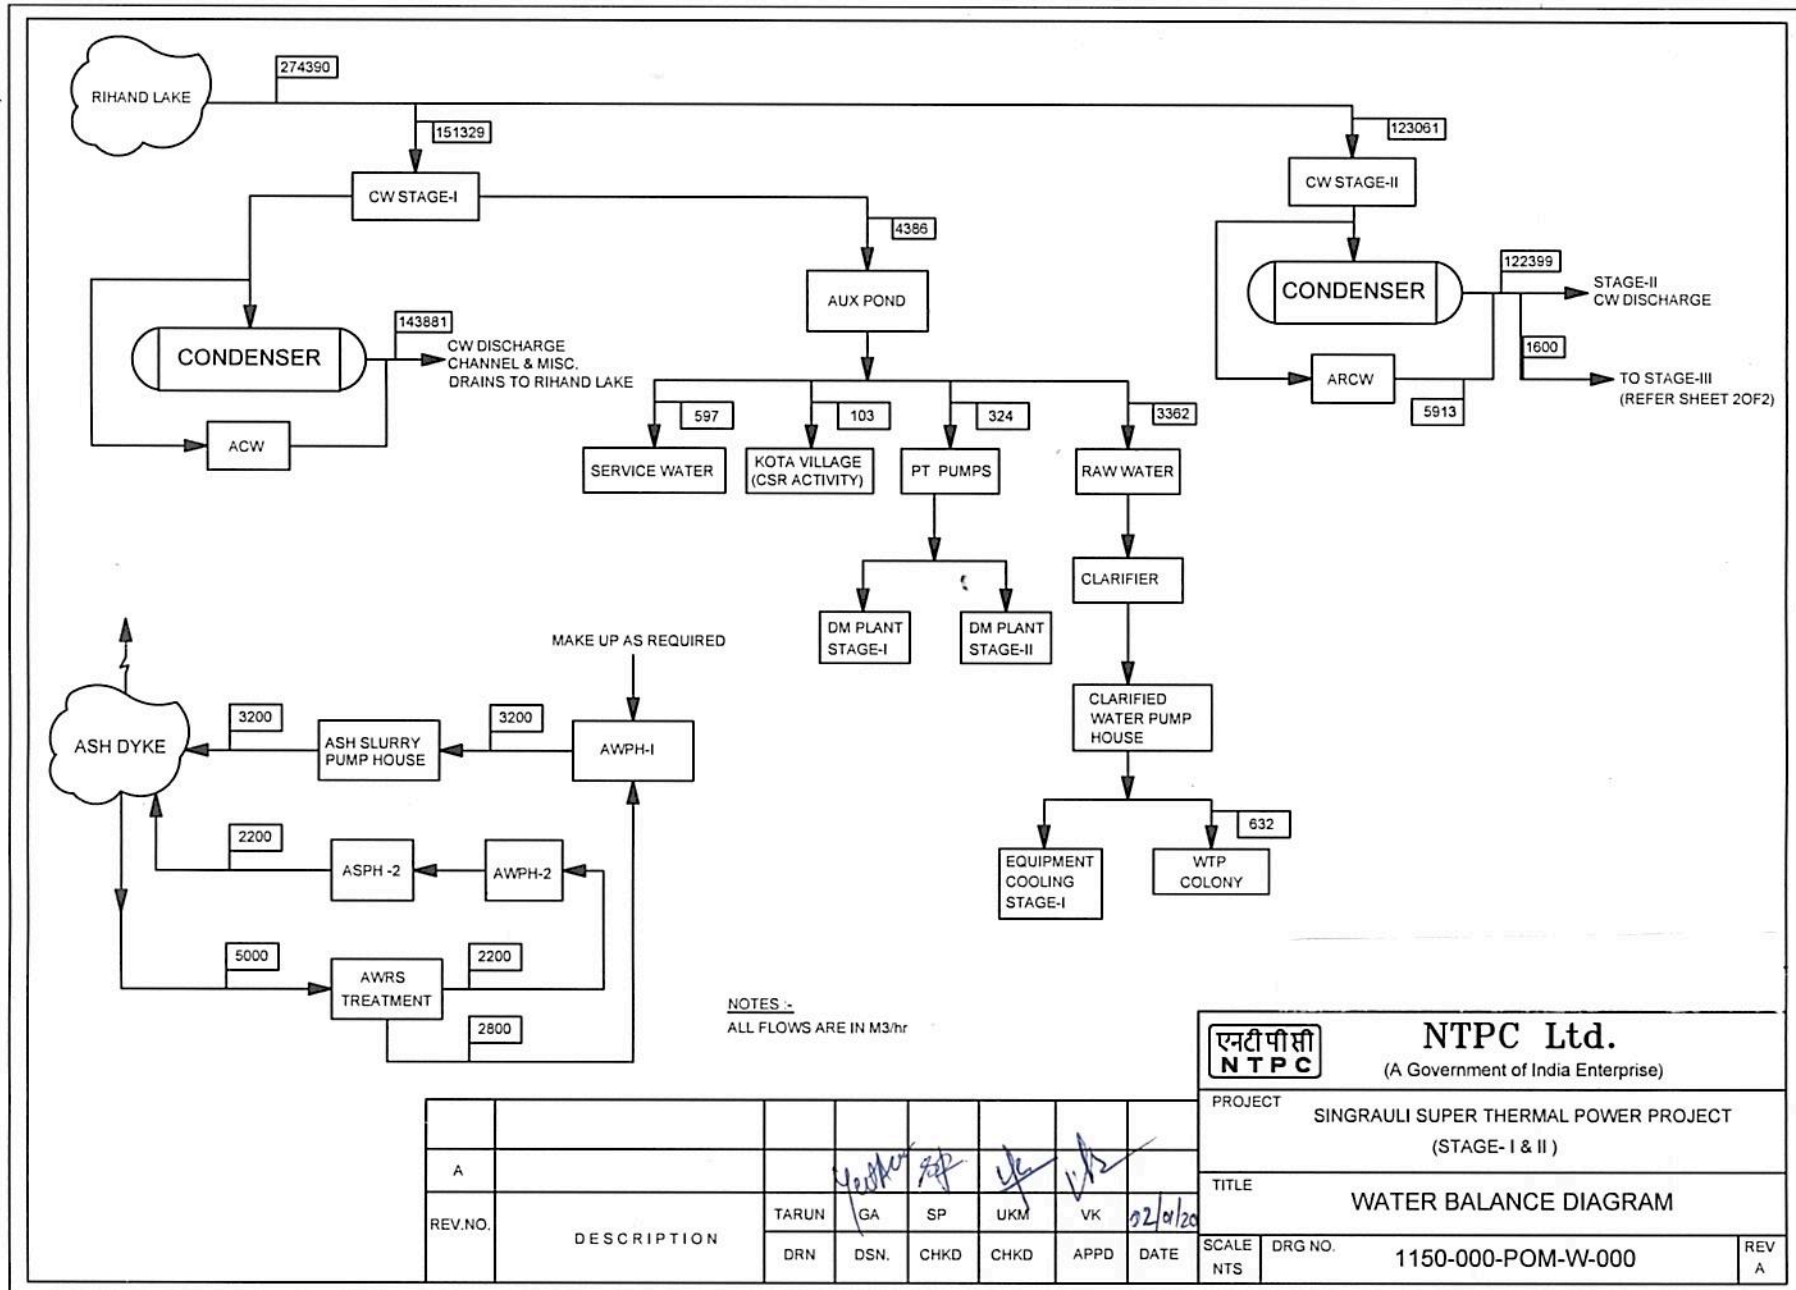 RIHAND LAKE
274390
151329
123061
CW STAGE-I
CW STAGE-II
4386
AUX POND
CONDENSER
143881
CW DISCHARGE
CHANNEL & MISC.
DRAINS TO RIHAND LAKE
ACW
CONDENSER
122399
STAGE-II
CW DISCHARGE
1600
ARCW
5913
TO STAGE-III
(REFER SHEET 2OF2)
597
103
324
3362
SERVICE WATER
KOTA VILLAGE
(CSR ACTIVITY)
PT PUMPS
RAW WATER
CLARIFIER
DM PLANT
STAGE-I
DM PLANT
STAGE-II
CLARIFIED
WATER PUMP
HOUSE
632
EQUIPMENT
COOLING
STAGE-I
WTP
COLONY
MAKE UP AS REQUIRED
ASH DYKE
3200
ASH SLURRY
PUMP HOUSE
3200
AWPH-I
2200
ASPH -2
AWPH-2
5000
AWRS
TREATMENT
2200
2800
NOTES :-
ALL FLOWS ARE IN M3/hr
एनटीपीसी
NTPC
NTPC Ltd.
(A Government of India Enterprise)
PROJECT
SINGRAULI SUPER THERMAL POWER PROJECT
(STAGE- I & II )
TITLE
WATER BALANCE DIAGRAM
SCALE
NTS
DRG NO.
1150-000-POM-W-000
REV
A
A
REV.NO.
DESCRIPTION
TARUN
GA
SP
UKM
VK
DRN
DSN.
CHKD
CHKD
APPD
DATE